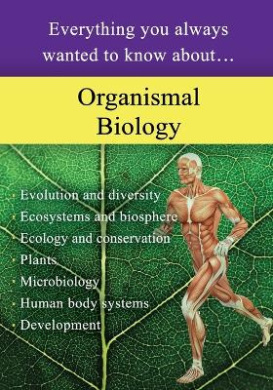 Everything you always
wanted to know about…
Organismal
Biology
· Evolution and diversity
· Ecosystems and biosphere
· Ecology and conservation
· Plants
· Microbiology
· Human body systems
· Development